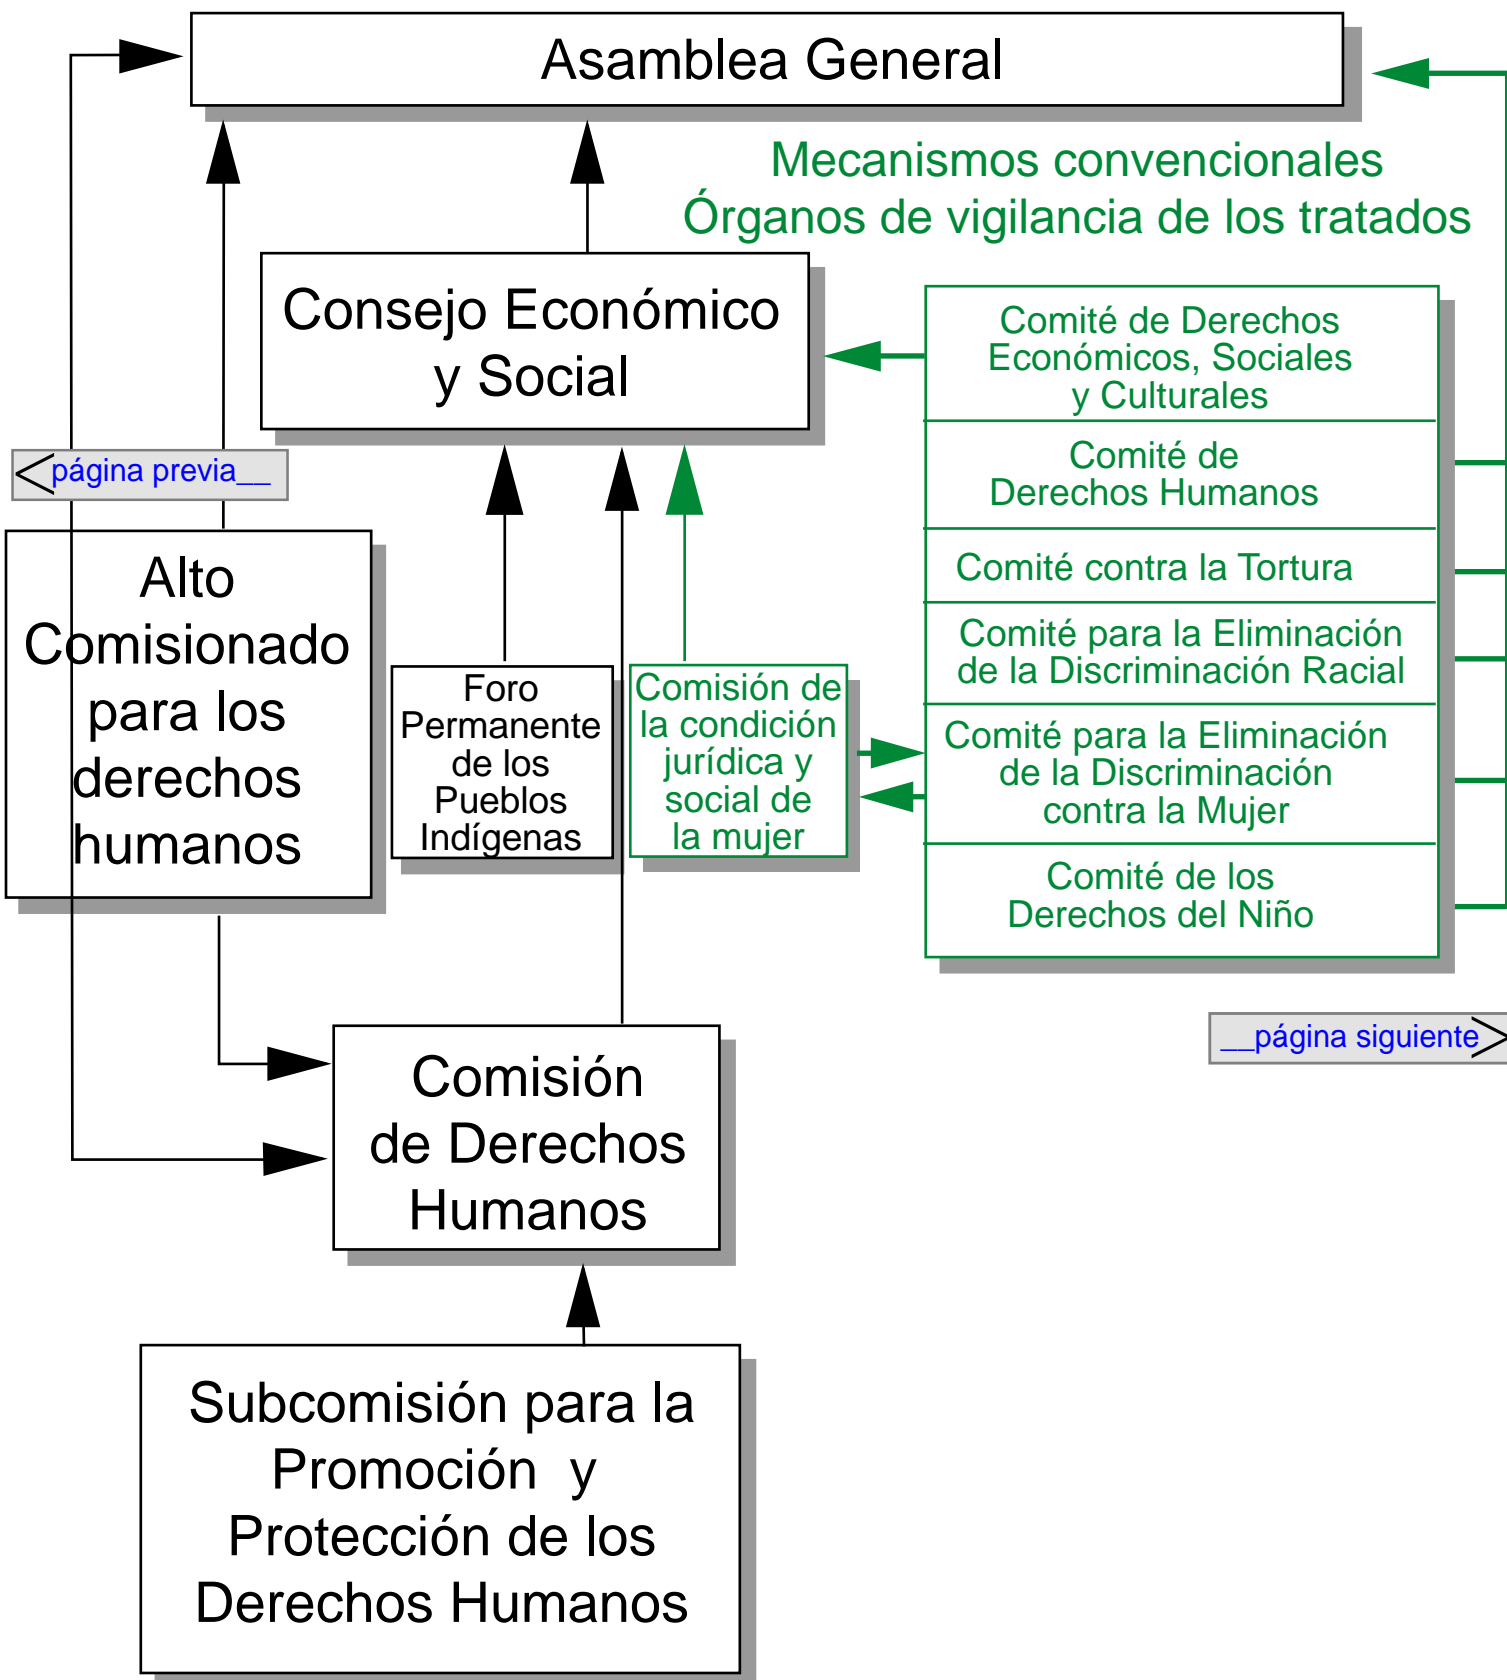 Asamblea General
Mecanismos convencionales
Órganos de vigilancia de los tratados
Consejo Económico
y Social
Comité de Derechos
Económicos, Sociales
y Culturales
Comité de
Derechos Humanos
Comité contra la Tortura
Comité para la Eliminación
de la Discriminación Racial
Comité para la Eliminación
de la Discriminación
contra la Mujer
Comité de los
Derechos del Niño
página previa__
Alto
Comisionado
para los
derechos
humanos
Foro
Permanente
de los
Pueblos
Indígenas
Comisión de
la condición
jurídica y
social de
la mujer
__página siguiente
Comisión
de Derechos
Humanos
Subcomisión para la
Promoción y
Protección de los
Derechos Humanos